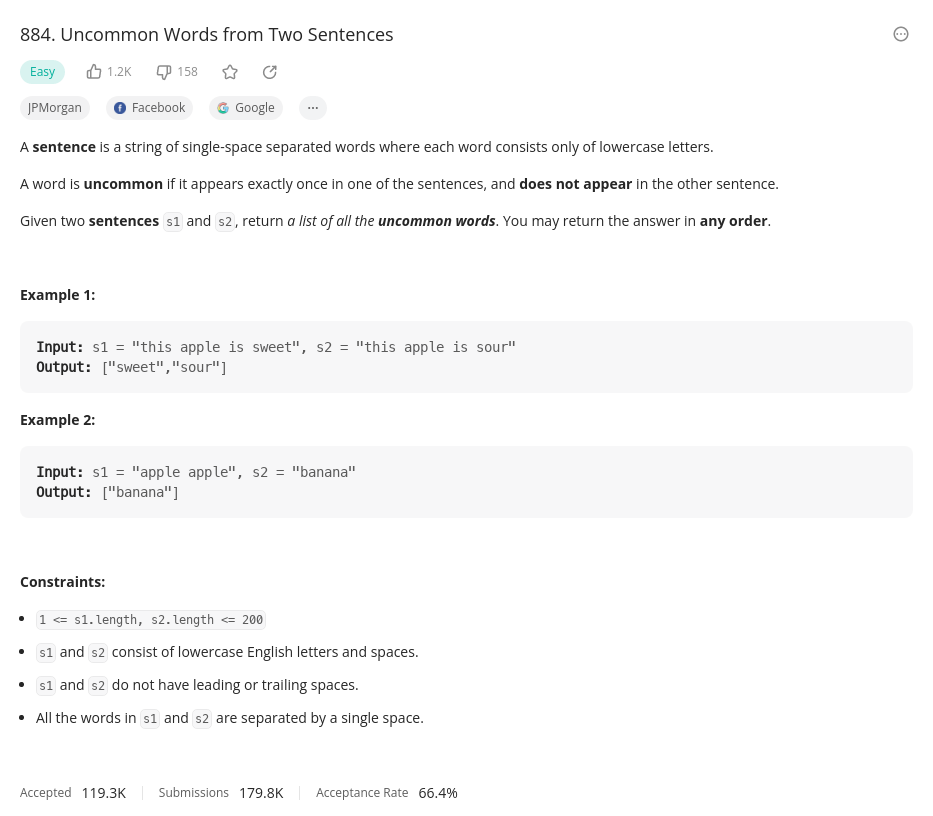 884. Uncommon Words from Two Sentences
Easy 1.2K 158
JPMorgan Facebook Google ...
A sentence is a string of single-space separated words where each word consists only of lowercase letters.
A word is uncommon if it appears exactly once in one of the sentences, and does not appear in the other sentence.
Given two sentences s1 and s2, return a list of all the uncommon words. You may return the answer in any order.
Example 1:
Input: s1 = "this apple is sweet", s2 = "this apple is sour"
Output: ["sweet","sour"]
Example 2:
Input: s1 = "apple apple", s2 = "banana"
Output: ["banana"]
Constraints:
1 <= s1.length, s2.length <= 200
s1 and s2 consist of lowercase English letters and spaces.
s1 and s2 do not have leading or trailing spaces.
All the words in s1 and s2 are separated by a single space.
Accepted 119.3K Submissions 179.8K Acceptance Rate 66.4%